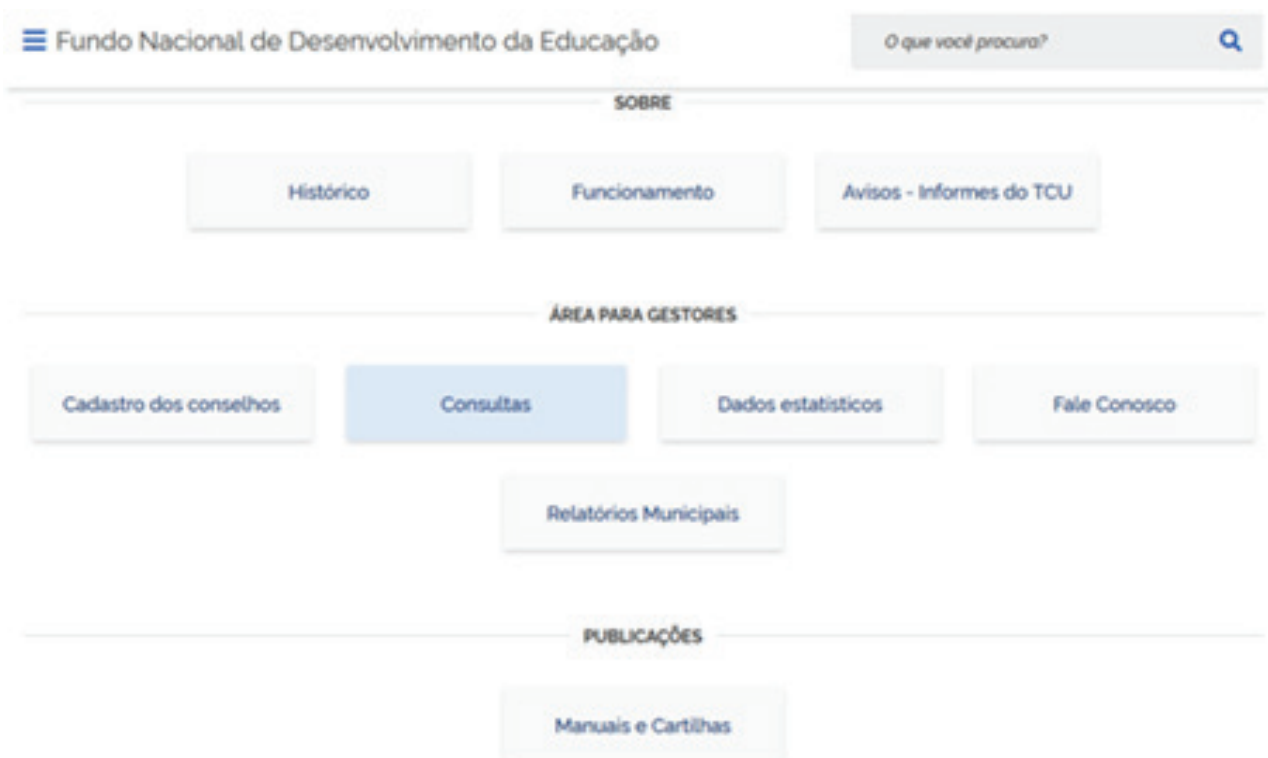 Fundo Nacional de Desenvolvimento da Educação
O que você procura?
SOBRE
Histórico
Funcionamento
Avisos - Informes do TCU
ÁREA PARA GESTORES
Cadastro dos conselhos
Consultas
Dados estatísticos
Fale Conosco
Relatórios Municipais
PUBLICAÇÕES
Manuais e Cartilhas